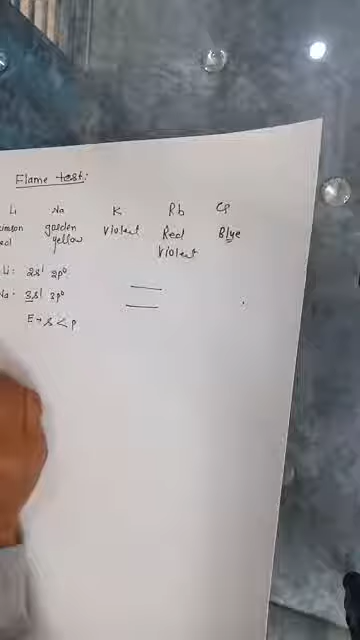 Flame test:
Li Na K Rb Cs
crimson golden Violet Red Blue
red yellow Violet
Li: 2s¹ 2p⁰
Na: 3s¹ 3p⁰
E → s < p